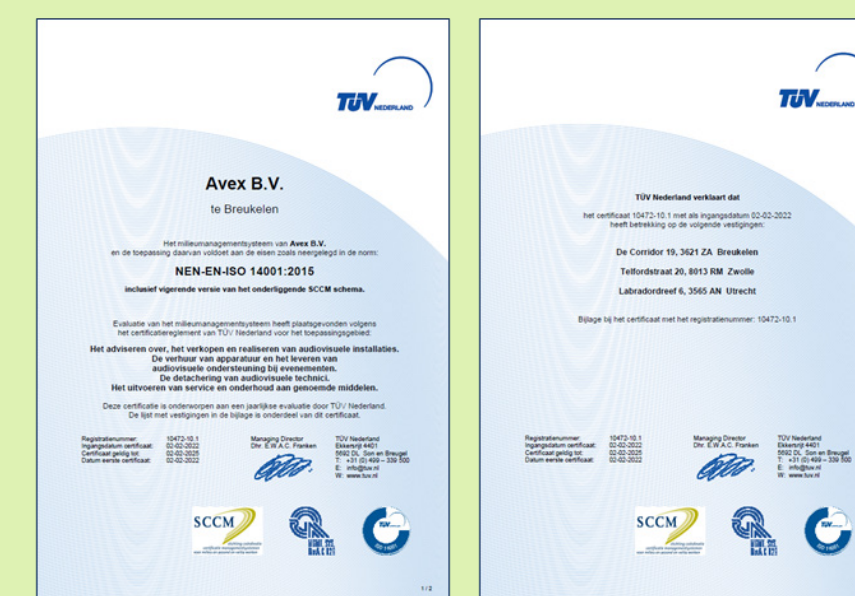 TÜV NEDERLAND
Avex B.V.
te Breukelen
Het milieumanagementsysteem van Avex B.V.
en de toepassing daarvan voldoet aan de eisen zoals neergelegd in de norm:
NEN-EN-ISO 14001:2015
inclusief vigerende versie van het onderliggende SCCM schema.
Evaluatie van het milieumanagementsysteem heeft plaatsgevonden volgens
het certificatiereglement van TÜV Nederland voor het toepassingsgebied:
Het adviseren over, het verkopen en realiseren van audiovisuele installaties.
De verhuur van apparatuur en het leveren van
audiovisuele ondersteuning bij evenementen.
De detachering van audiovisuele technici.
Het uitvoeren van service en onderhoud aan genoemde middelen.
Deze certificatie is onderworpen aan een jaarlijkse evaluatie door TÜV Nederland.
De lijst met vestigingen in de bijlage is onderdeel van dit certificaat.
Registratienummer: 10472-10.1
Ingangsdatum certificaat: 02-02-2022
Certificaat geldig tot: 02-02-2025
Datum eerste certificaat: 02-02-2022
Managing Director
Dhr. E.W.A.C. Franken
TÜV Nederland
Ekkersrijt 4401
5692 DL Son en Breugel
T: +31 (0) 499 – 339 500
E: info@tuv.nl
W: www.tuv.nl
SCCM
TÜV
ISO 14001
1 / 2
TÜV NEDERLAND
TÜV Nederland verklaart dat
het certificaat 10472-10.1 met als ingangsdatum 02-02-2022
heeft betrekking op de volgende vestigingen:
De Corridor 19, 3621 ZA Breukelen
Telfordstraat 20, 8013 RM Zwolle
Labradordreef 6, 3565 AN Utrecht
Bijlage bij het certificaat met het registratienummer: 10472-10.1
Registratienummer: 10472-10.1
Ingangsdatum certificaat: 02-02-2022
Certificaat geldig tot: 02-02-2025
Datum eerste certificaat: 02-02-2022
Managing Director
Dhr. E.W.A.C. Franken
TÜV Nederland
Ekkersrijt 4401
5692 DL Son en Breugel
T: +31 (0) 499 – 339 500
E: info@tuv.nl
W: www.tuv.nl
SCCM
TÜV
ISO 14001